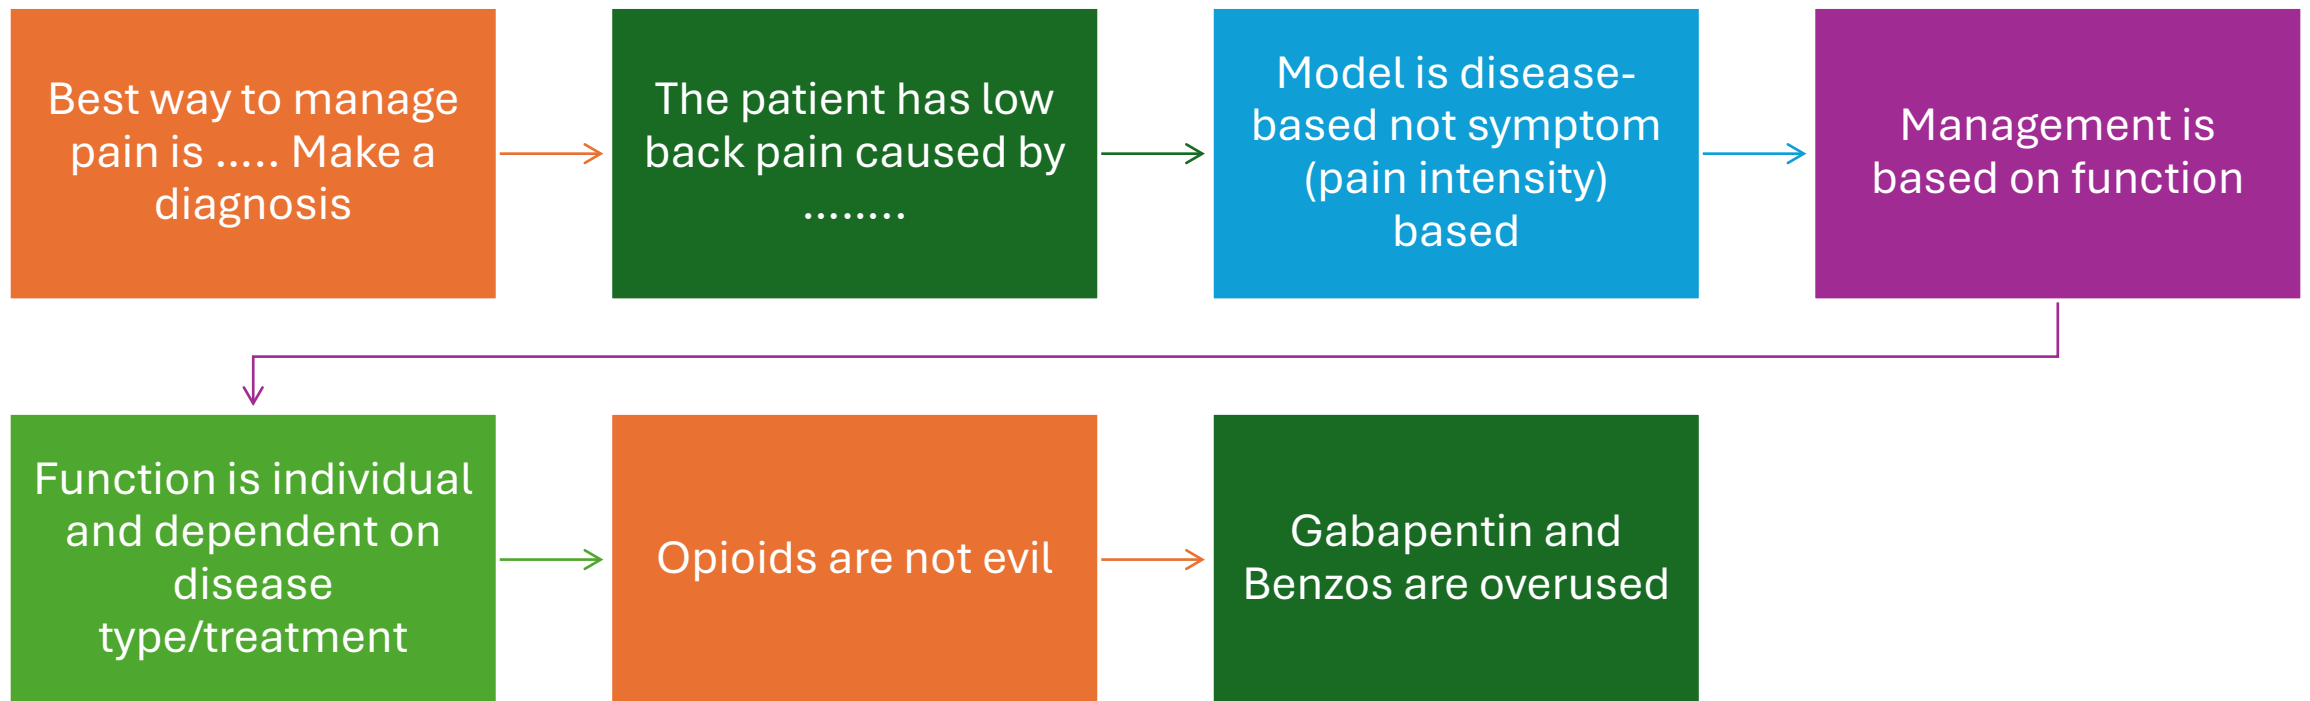 Best way to manage
pain is ..... Make a
diagnosis
The patient has low
back pain caused by
........
Model is disease-
based not symptom
(pain intensity)
based
Management is
based on function
Function is individual
and dependent on
disease
type/treatment
Opioids are not evil
Gabapentin and
Benzos are overused